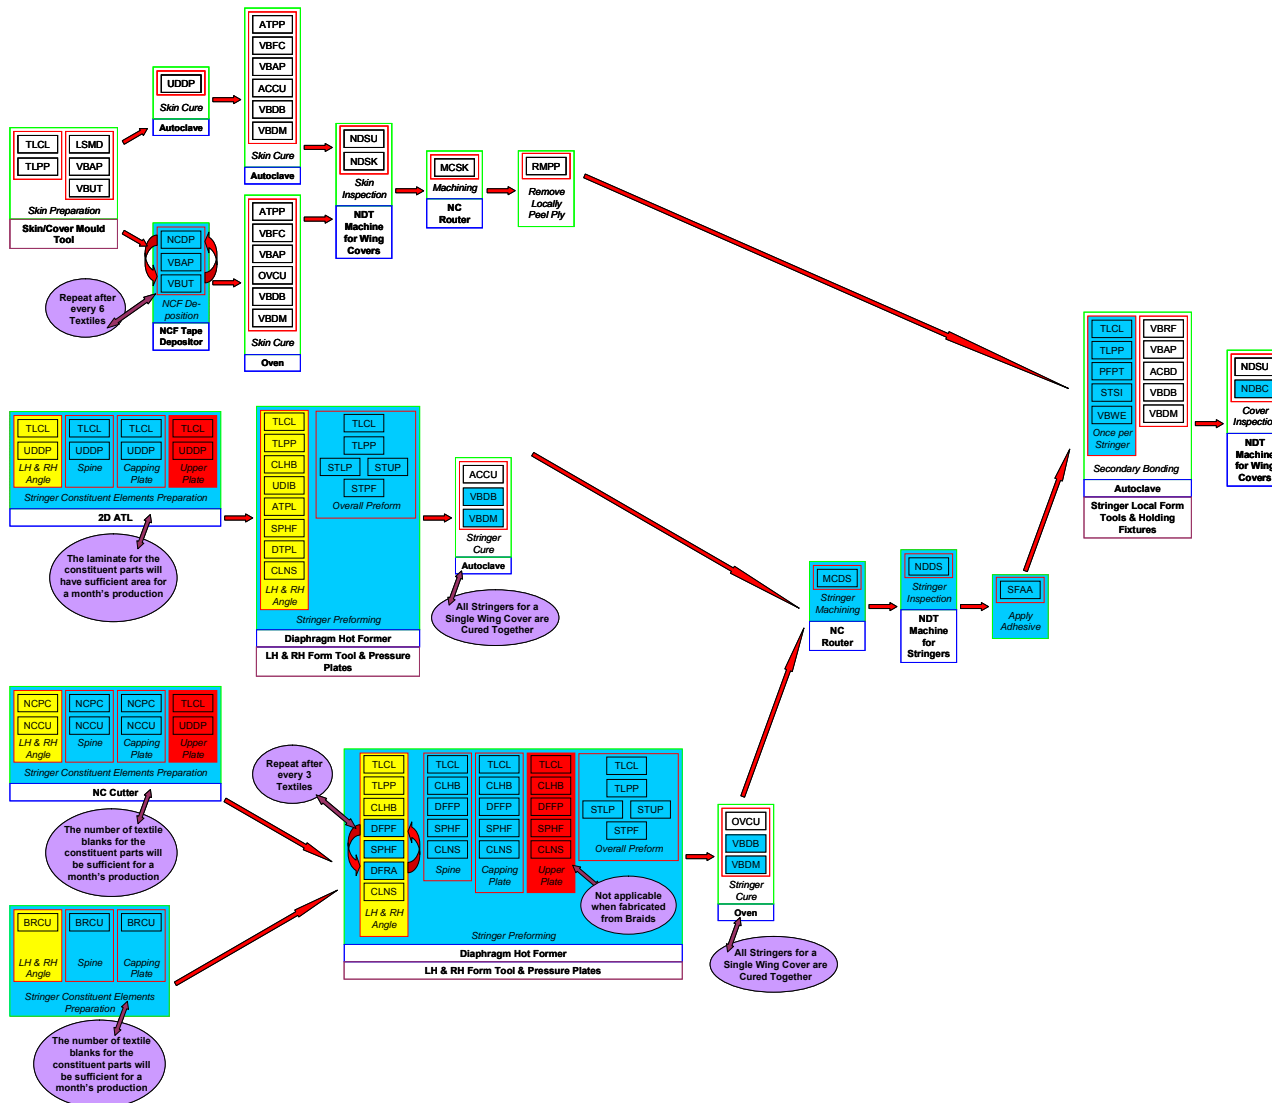 TLCL
TLPP
LSMD
VBAP
VBUT
Skin Preparation
Skin/Cover Mould
Tool
UDDP
Skin Cure
Autoclave
NCDP
VBAP
VBUT
NCF De-
position
NCF Tape
Depositor
Repeat after
every 6
Textiles
ATPP
VBFC
VBAP
ACCU
VBDB
VBDM
Skin Cure
Autoclave
ATPP
VBFC
VBAP
OVCU
VBDB
VBDM
Skin Cure
Oven
NDSU
NDSK
Skin
Inspection
NDT
Machine
for Wing
Covers
MCSK
Machining
NC
Router
RMPP
Remove
Locally
Peel Ply
TLCL
UDDP
LH & RH
Angle
TLCL
UDDP
Spine
TLCL
UDDP
Capping
Plate
TLCL
UDDP
Upper
Plate
Stringer Constituent Elements Preparation
2D ATL
The laminate for the
constituent parts will
have sufficient area for
a month's production
TLCL
TLPP
CLHB
UDIB
ATPL
SPHF
DTPL
CLNS
LH & RH
Angle
TLCL
TLPP
STLP STUP
STPF
Overall Preform
Stringer Preforming
Diaphragm Hot Former
LH & RH Form Tool & Pressure
Plates
ACCU
VBDB
VBDM
Stringer
Cure
Autoclave
All Stringers for a
Single Wing Cover are
Cured Together
NCPC
NCCU
LH & RH
Angle
NCPC
NCCU
Spine
NCPC
NCCU
Capping
Plate
TLCL
UDDP
Upper
Plate
Stringer Constituent Elements Preparation
NC Cutter
The number of textile
blanks for the
constituent parts will
be sufficient for a
month's production
BRCU
LH & RH
Angle
BRCU
Spine
BRCU
Capping
Plate
Stringer Constituent Elements
Preparation
The number of textile
blanks for the
constituent parts will
be sufficient for a
month's production
Repeat after
every 3
Textiles
TLCL
TLPP
CLHB
DFPF
SPHF
DFRA
CLNS
LH & RH
Angle
TLCL
CLHB
DFFP
SPHF
CLNS
Spine
TLCL
CLHB
DFFP
SPHF
CLNS
Capping
Plate
TLCL
CLHB
DFFP
SPHF
CLNS
Upper
Plate
TLCL
TLPP
STLP STUP
STPF
Overall Preform
Not applicable
when fabricated
from Braids
Stringer Preforming
Diaphragm Hot Former
LH & RH Form Tool & Pressure Plates
OVCU
VBDB
VBDM
Stringer
Cure
Oven
All Stringers for a
Single Wing Cover are
Cured Together
MCDS
Stringer
Machining
NC
Router
NDDS
Stringer
Inspection
NDT
Machine
for
Stringers
SFAA
Apply
Adhesive
TLCL
TLPP
PFPT
STSI
VBWE
Once per
Stringer
VBRF
VBAP
ACBD
VBDB
VBDM
Secondary Bonding
Autoclave
Stringer Local Form
Tools & Holding
Fixtures
NDSU
NDBC
Cover
Inspection
NDT
Machine
for Wing
Covers